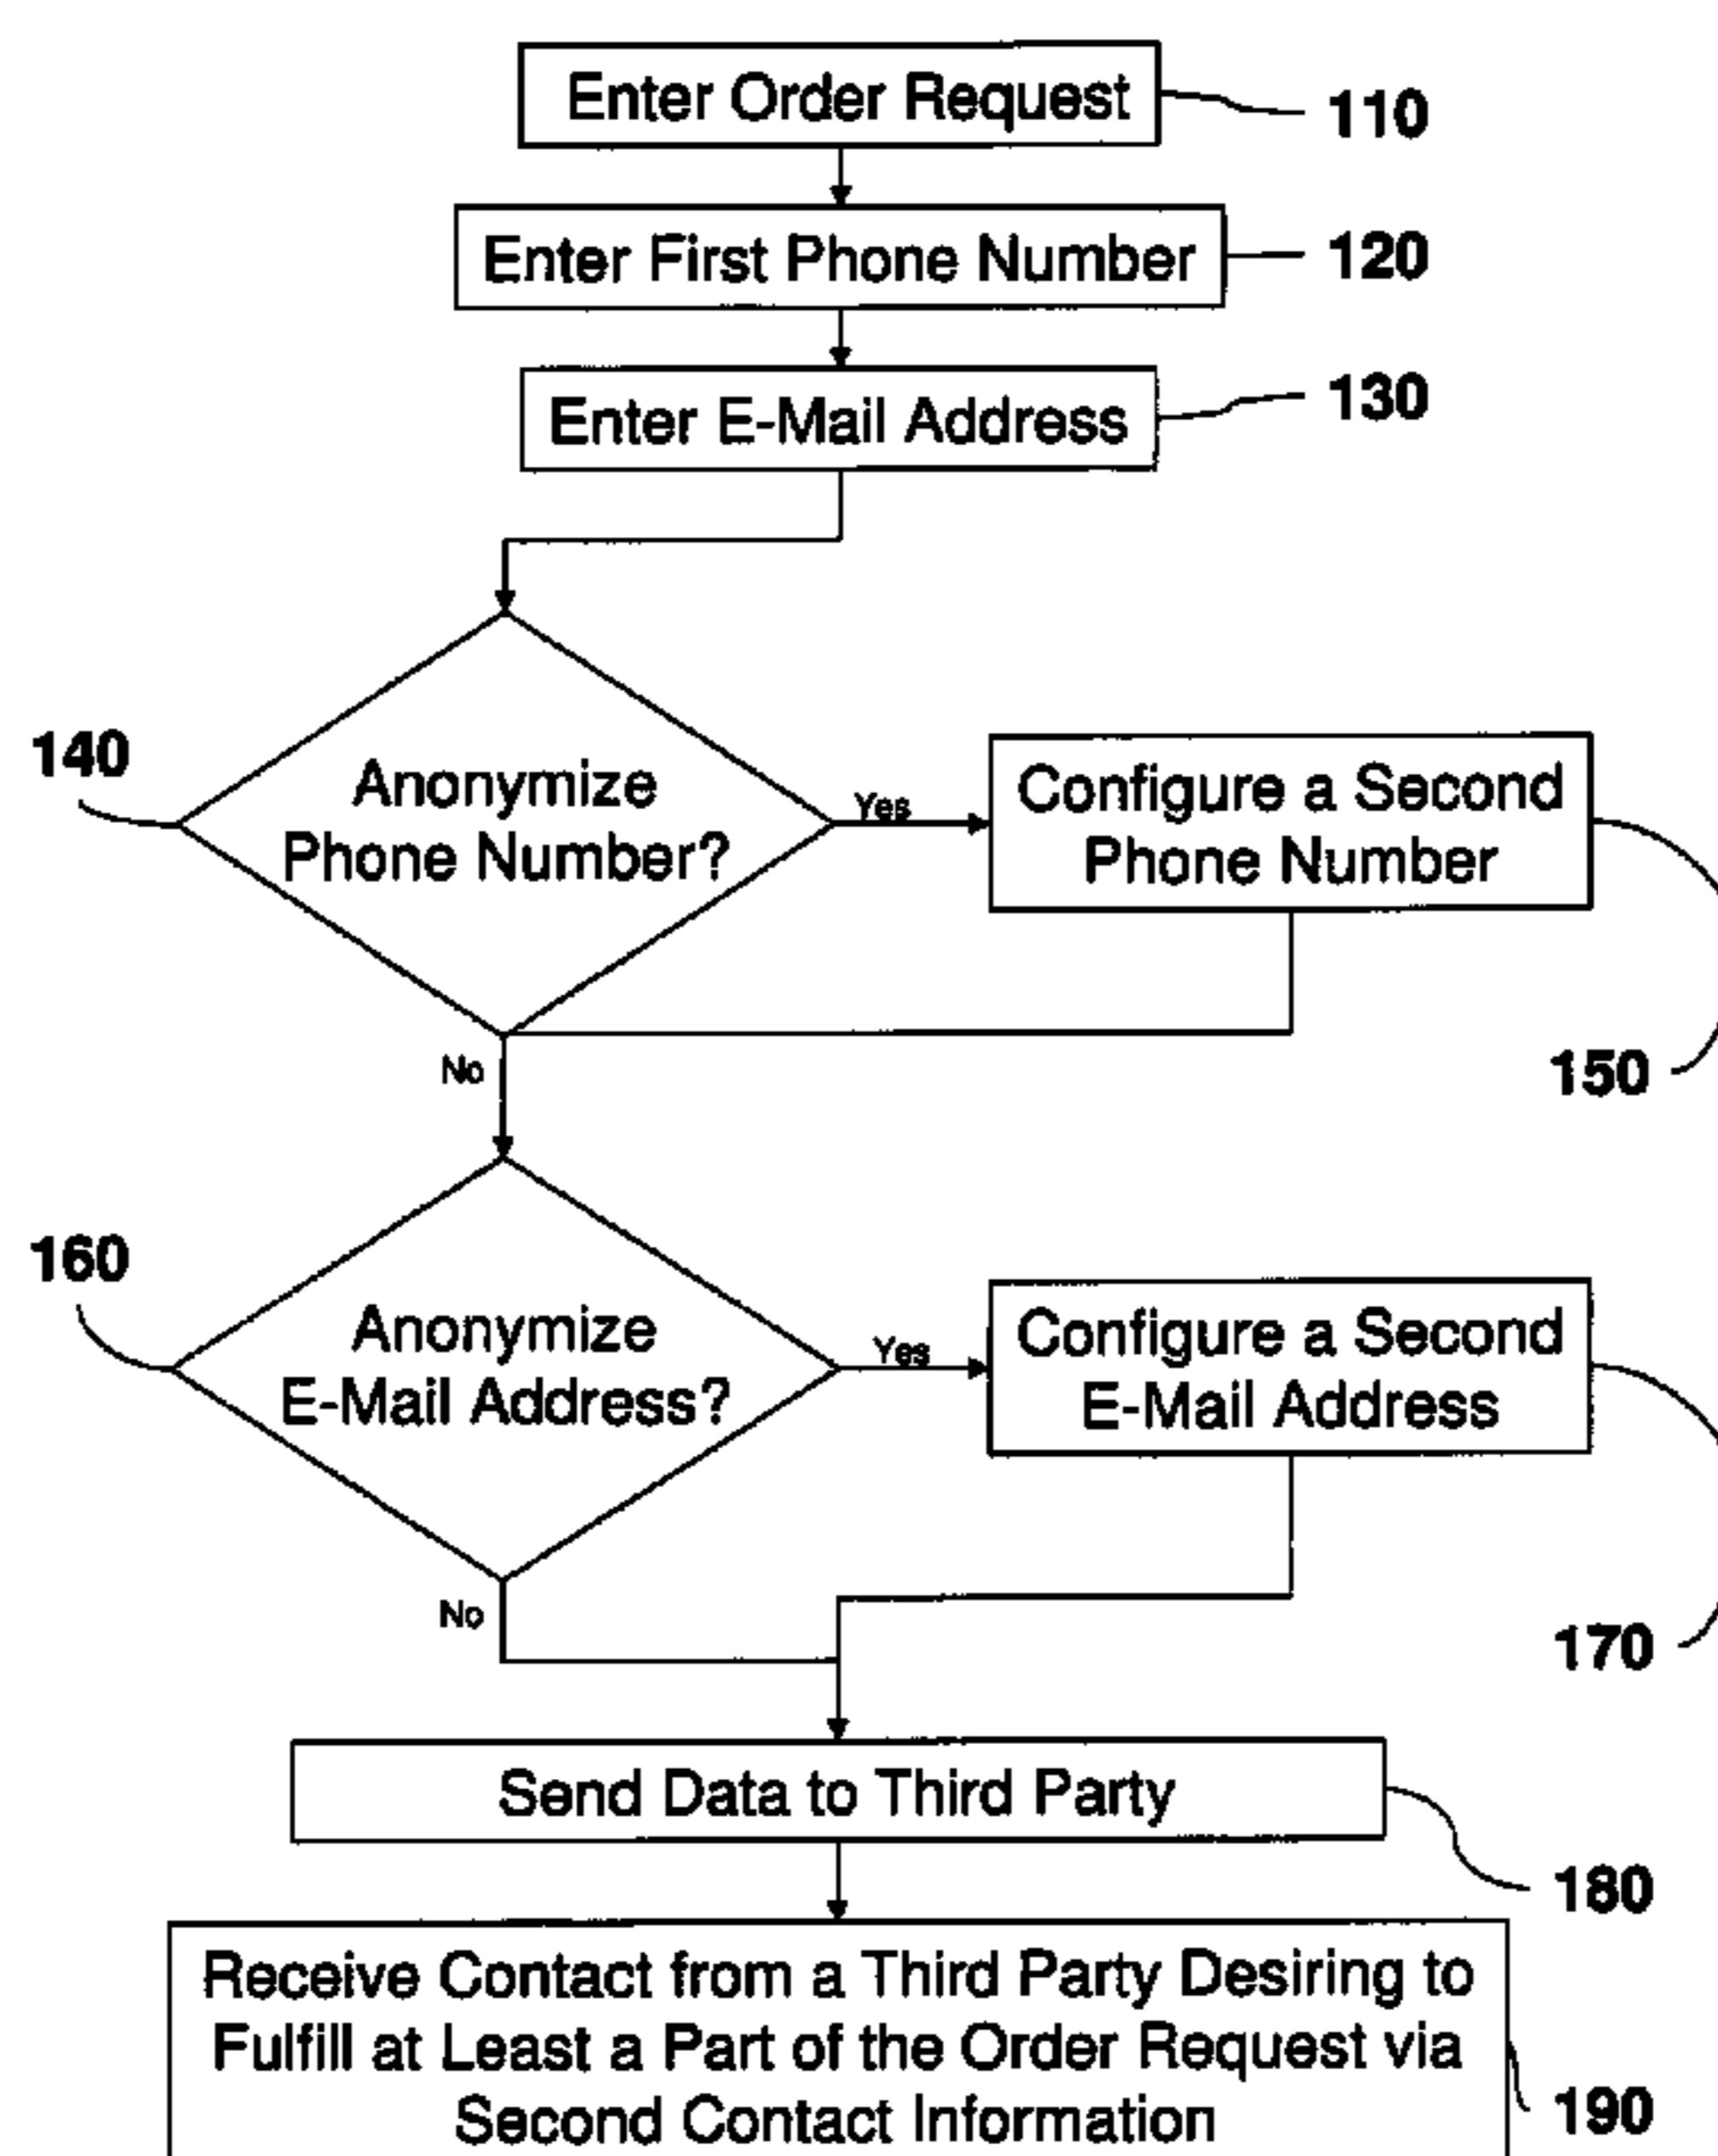 Enter Order Request
110
Enter First Phone Number
120
Enter E-Mail Address
130
140
Anonymize
Phone Number?
Yes
Configure a Second
Phone Number
No
150
160
Anonymize
E-Mail Address?
Yes
Configure a Second
E-Mail Address
No
170
Send Data to Third Party
180
Receive Contact from a Third Party Desiring to
Fulfill at Least a Part of the Order Request via
Second Contact Information
190